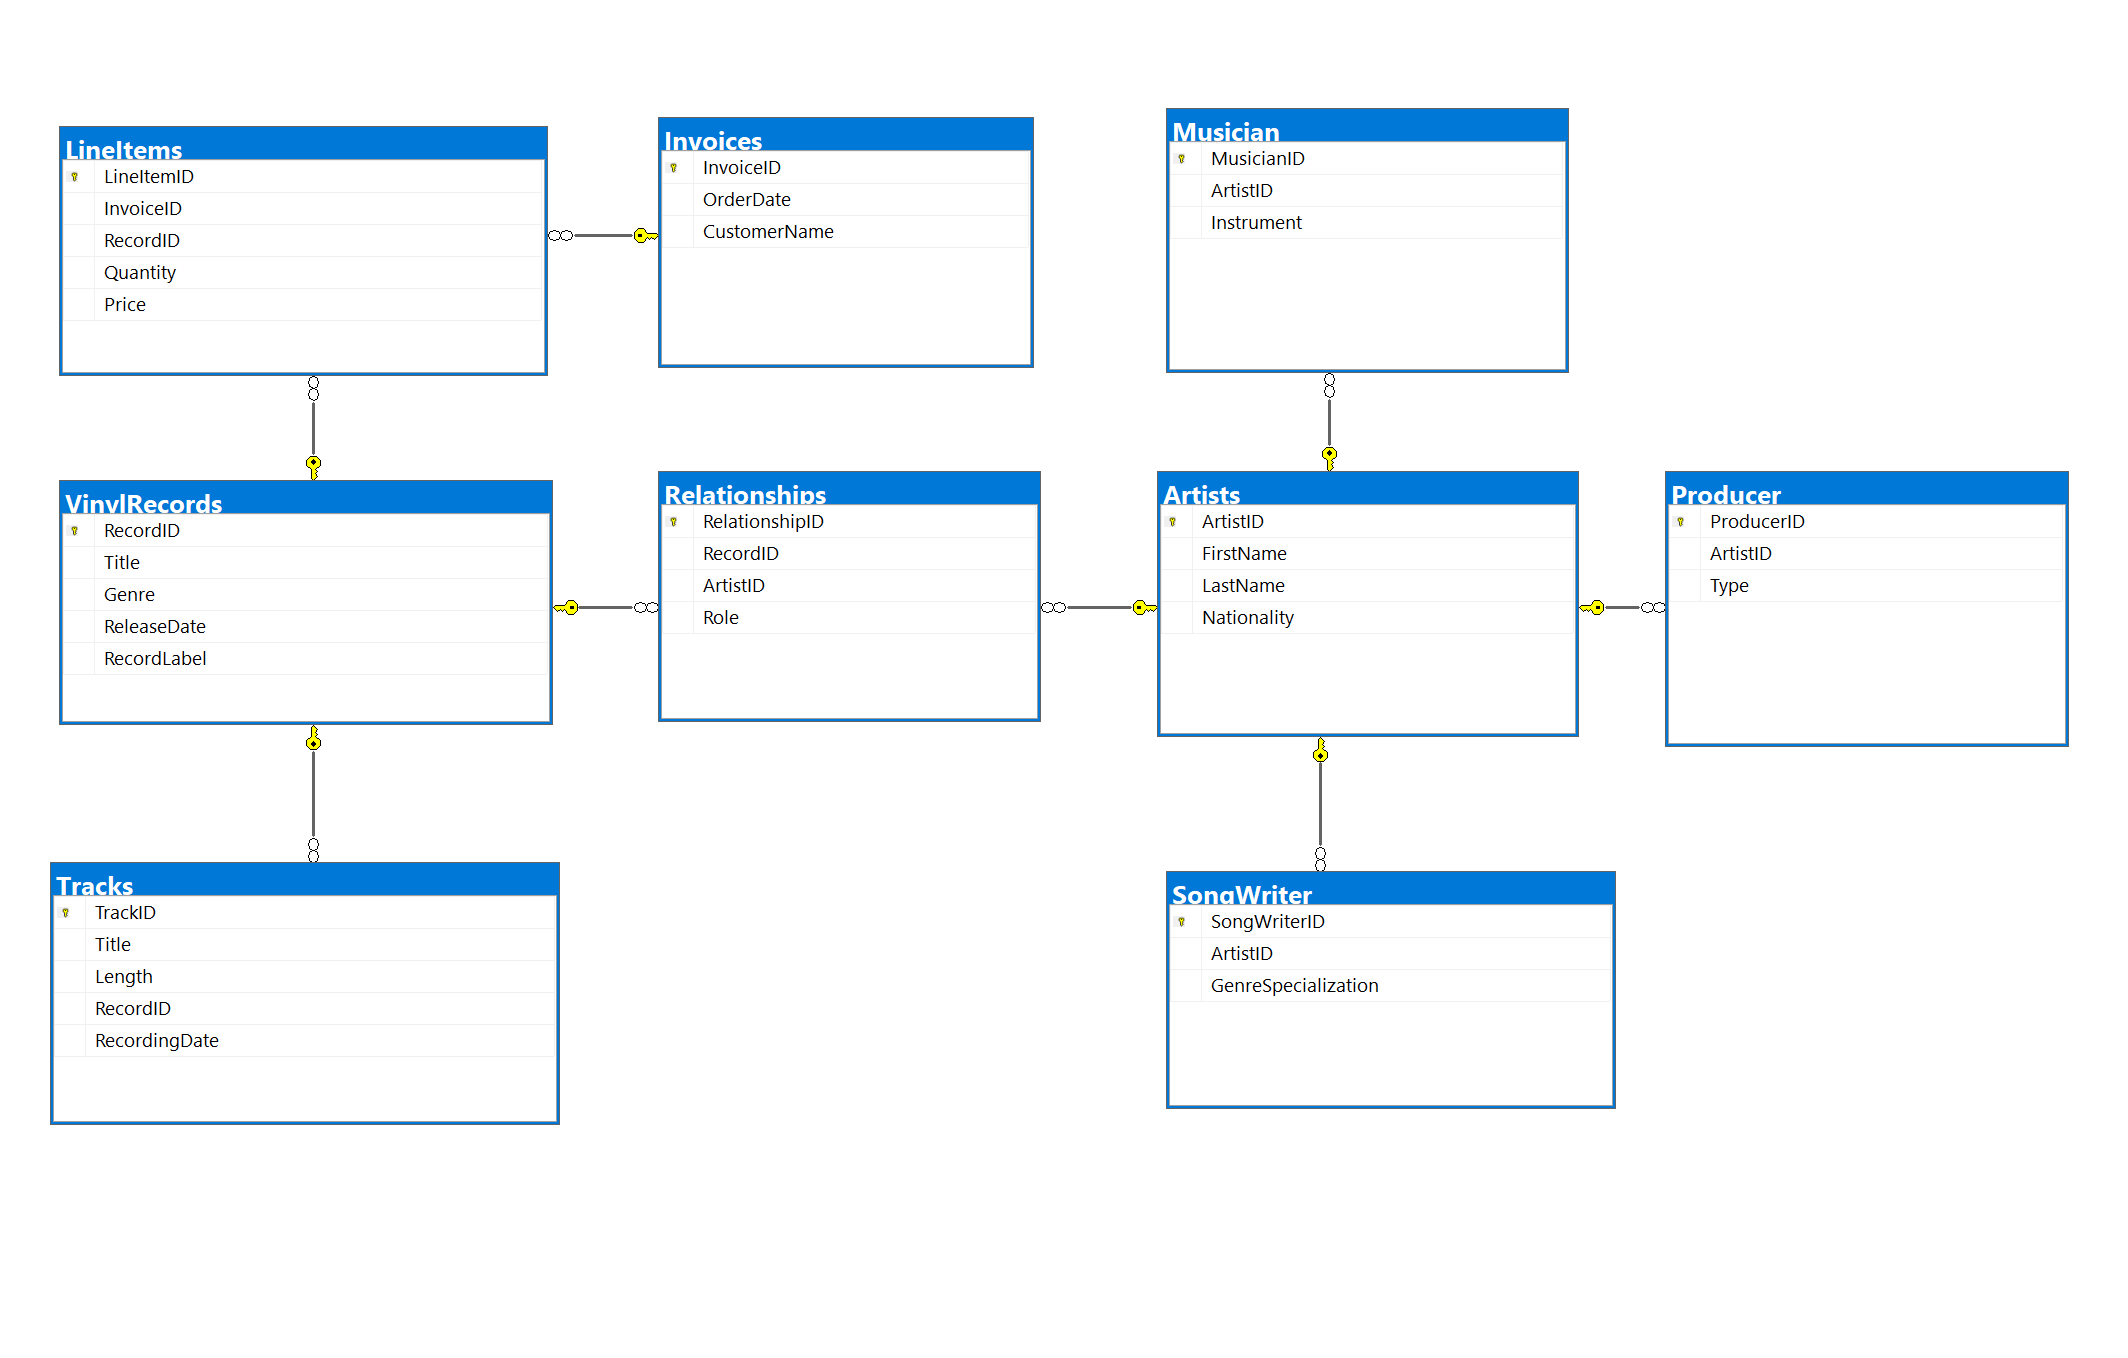 LineItems
LineItemID
InvoiceID
RecordID
Quantity
Price
Invoices
InvoiceID
OrderDate
CustomerName
Musician
MusicianID
ArtistID
Instrument
VinylRecords
RecordID
Title
Genre
ReleaseDate
RecordLabel
Relationships
RelationshipID
RecordID
ArtistID
Role
Artists
ArtistID
FirstName
LastName
Nationality
Producer
ProducerID
ArtistID
Type
Tracks
TrackID
Title
Length
RecordID
RecordingDate
SongWriter
SongWriterID
ArtistID
GenreSpecialization